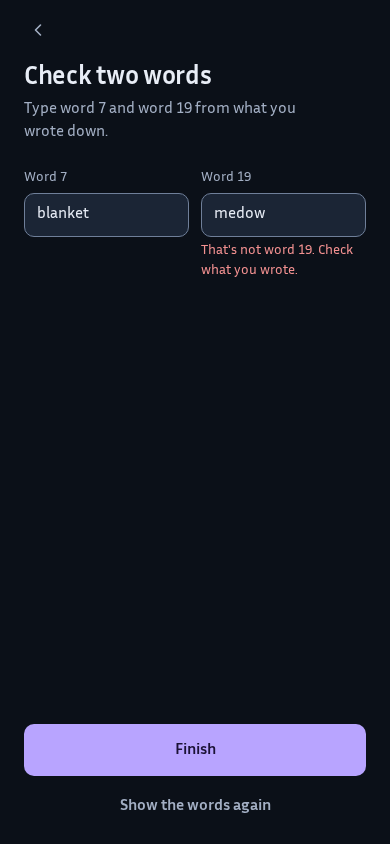 Check two words
Type word 7 and word 19 from what you
wrote down.
Word 7
Word 19
blanket
medow
That's not word 19. Check
what you wrote.
Finish
Show the words again